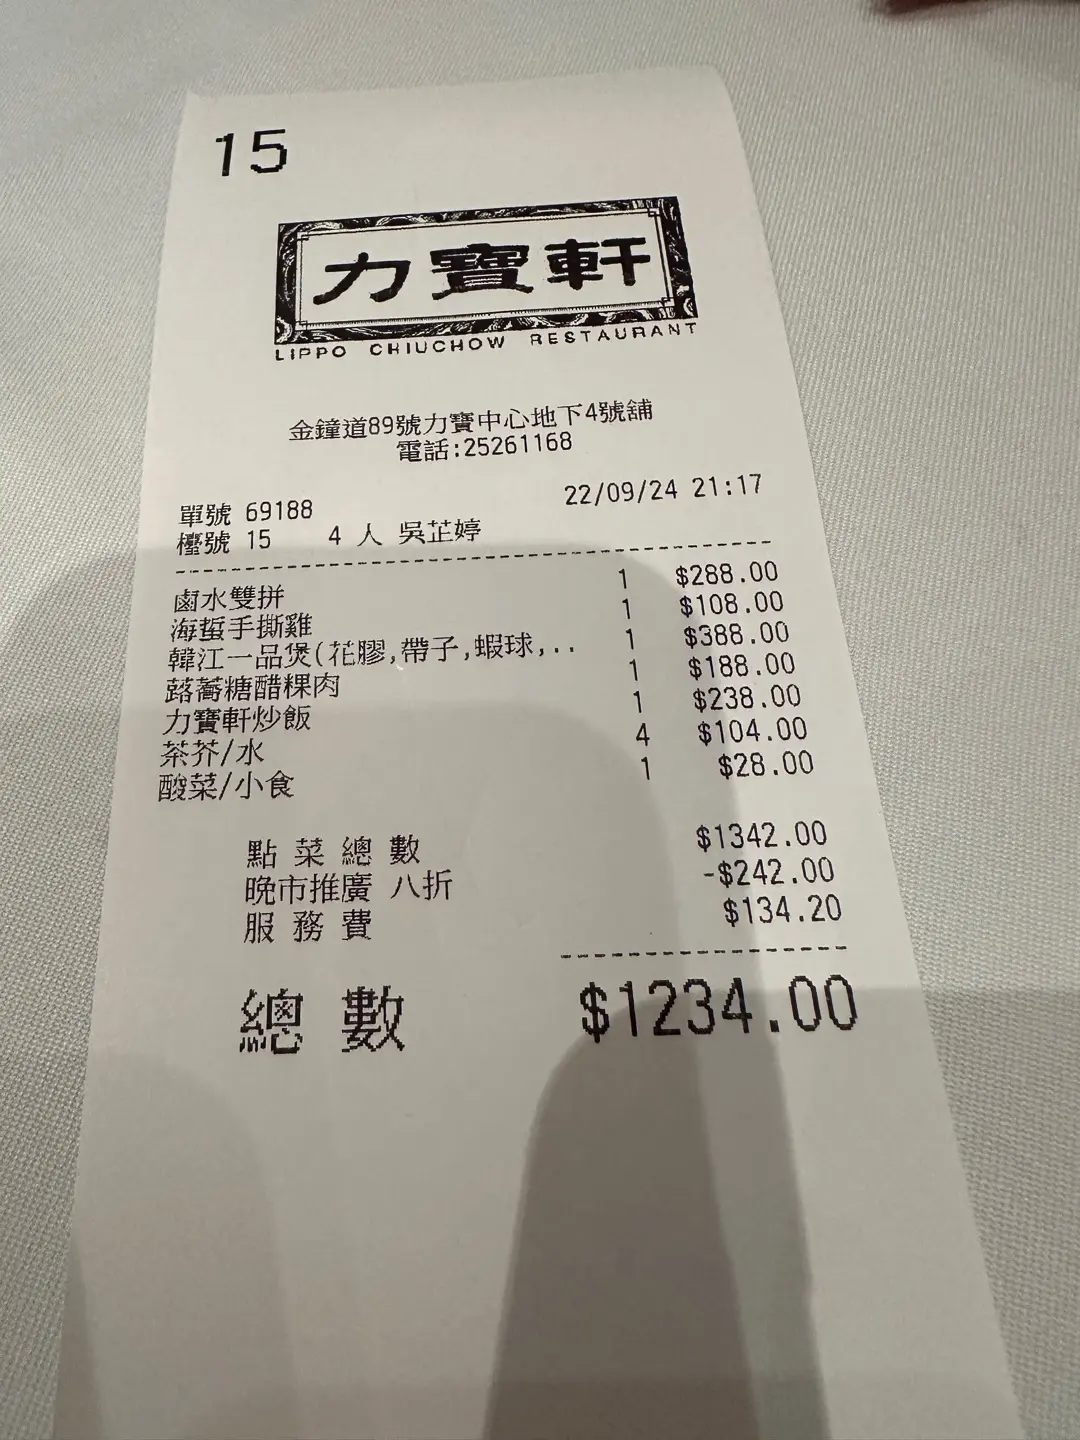 15
力寶軒
LIPPO CHIUCHOW RESTAURANT
金鐘道89號力寶中心地下4號舖
電話:25261168
單號 69188 22/09/24 21:17
檯號 15 4 人 吳芷婷
鹵水雙拼 1 $288.00
海蜇手撕雞 1 $108.00
韓江一品煲(花膠,帶子,蝦球,.. 1 $388.00
蕗蕎糖醋粿肉 1 $188.00
力寶軒炒飯 1 $238.00
茶芥/水 4 $104.00
酸菜/小食 1 $28.00
點菜總數 $1342.00
晚市推廣 八折 -$242.00
服務費 $134.20
總數 $1234.00